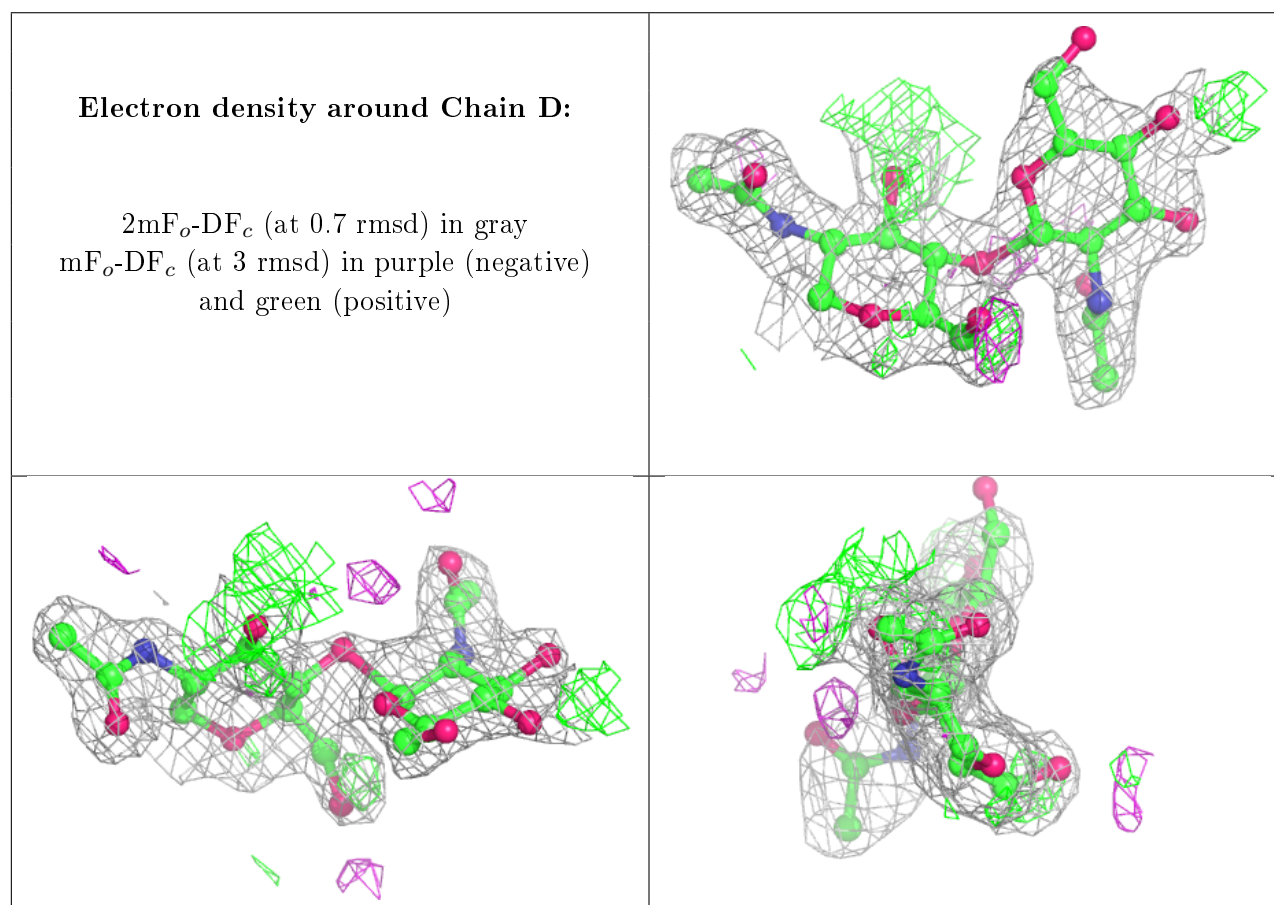 Electron density around Chain D:
2mFₒ-DF𝒸 (at 0.7 rmsd) in gray
mFₒ-DF𝒸 (at 3 rmsd) in purple (negative)
and green (positive)